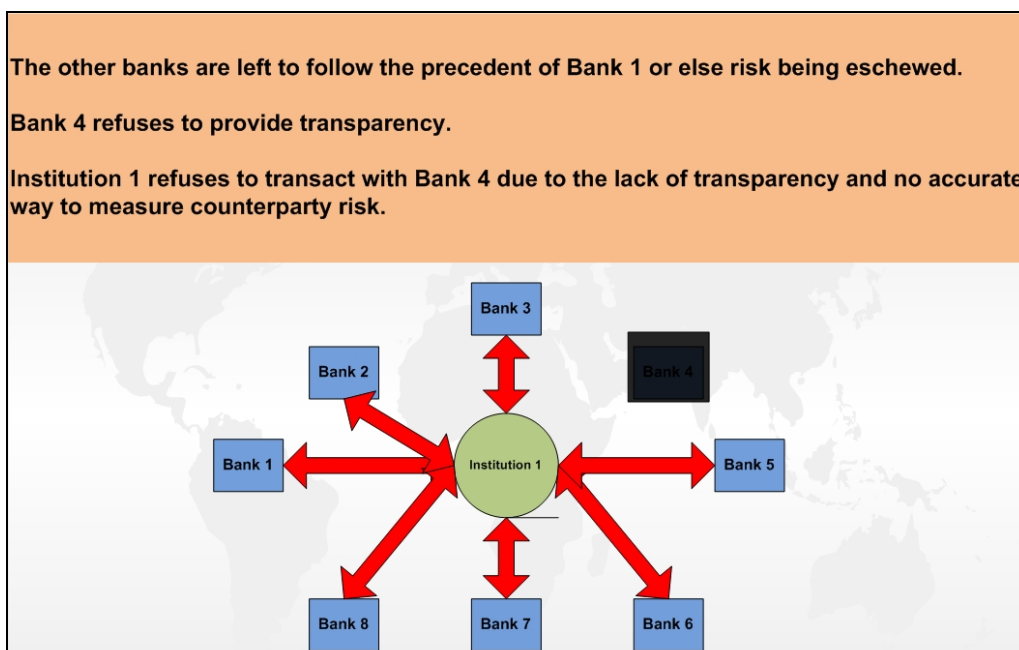 The other banks are left to follow the precedent of Bank 1 or else risk being eschewed.
Bank 4 refuses to provide transparency.
Institution 1 refuses to transact with Bank 4 due to the lack of transparency and no accurate
way to measure counterparty risk.
Bank 3
Bank 2
Bank 4
Bank 1
Institution 1
Bank 5
Bank 8
Bank 7
Bank 6